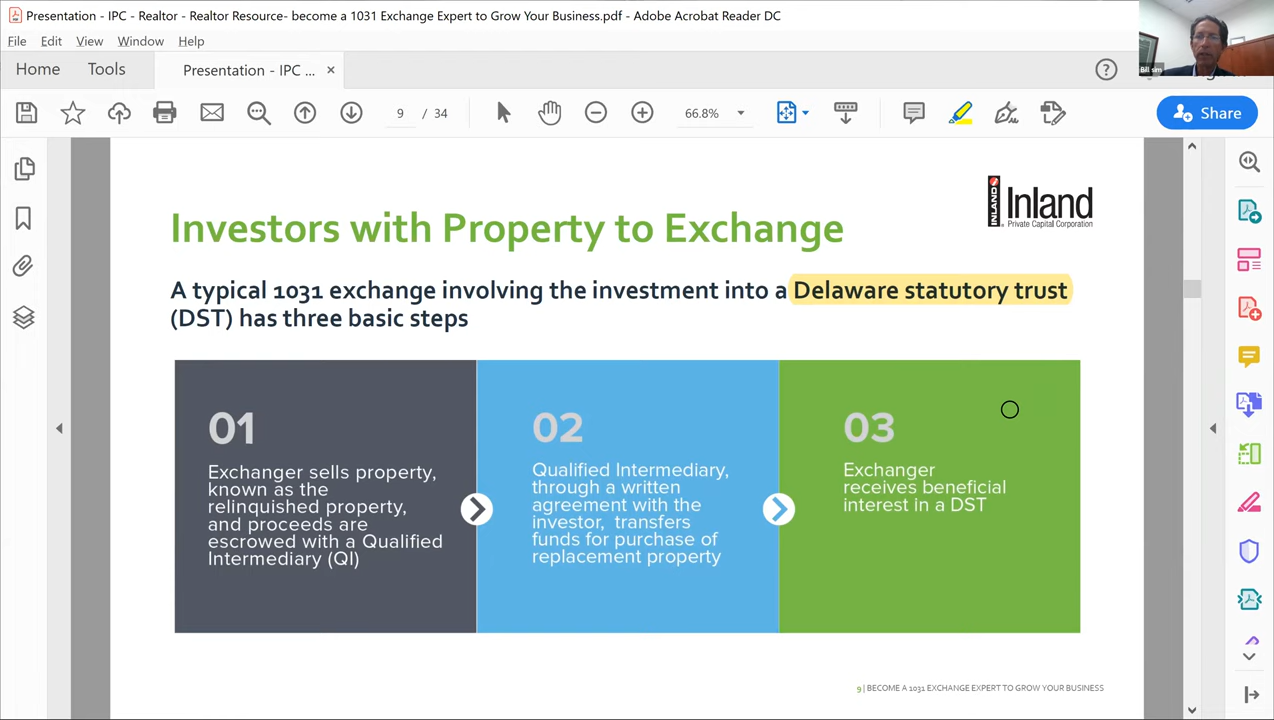 Presentation - IPC - Realtor - Realtor Resource- become a 1031 Exchange Expert to Grow Your Business.pdf - Adobe Acrobat Reader DC
File Edit View Window Help
Home Tools Presentation - IPC ... ×
9 / 34 66.8% Share
Bill sim
INLAND Inland
Private Capital Corporation
Investors with Property to Exchange
A typical 1031 exchange involving the investment into a Delaware statutory trust
(DST) has three basic steps
01
Exchanger sells property,
known as the
relinquished property,
and proceeds are
escrowed with a Qualified
Intermediary (QI)
02
Qualified Intermediary,
through a written
agreement with the
investor, transfers
funds for purchase of
replacement property
03
Exchanger
receives beneficial
interest in a DST
9 | BECOME A 1031 EXCHANGE EXPERT TO GROW YOUR BUSINESS